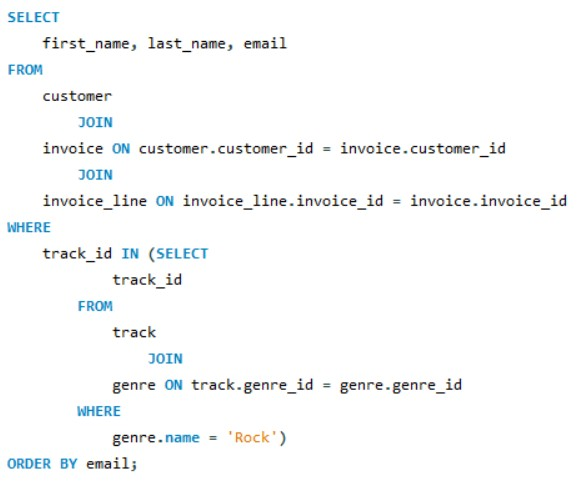 SELECT
first_name, last_name, email
FROM
customer
JOIN
invoice ON customer.customer_id = invoice.customer_id
JOIN
invoice_line ON invoice_line.invoice_id = invoice.invoice_id
WHERE
track_id IN (SELECT
track_id
FROM
track
JOIN
genre ON track.genre_id = genre.genre_id
WHERE
genre.name = 'Rock')
ORDER BY email;